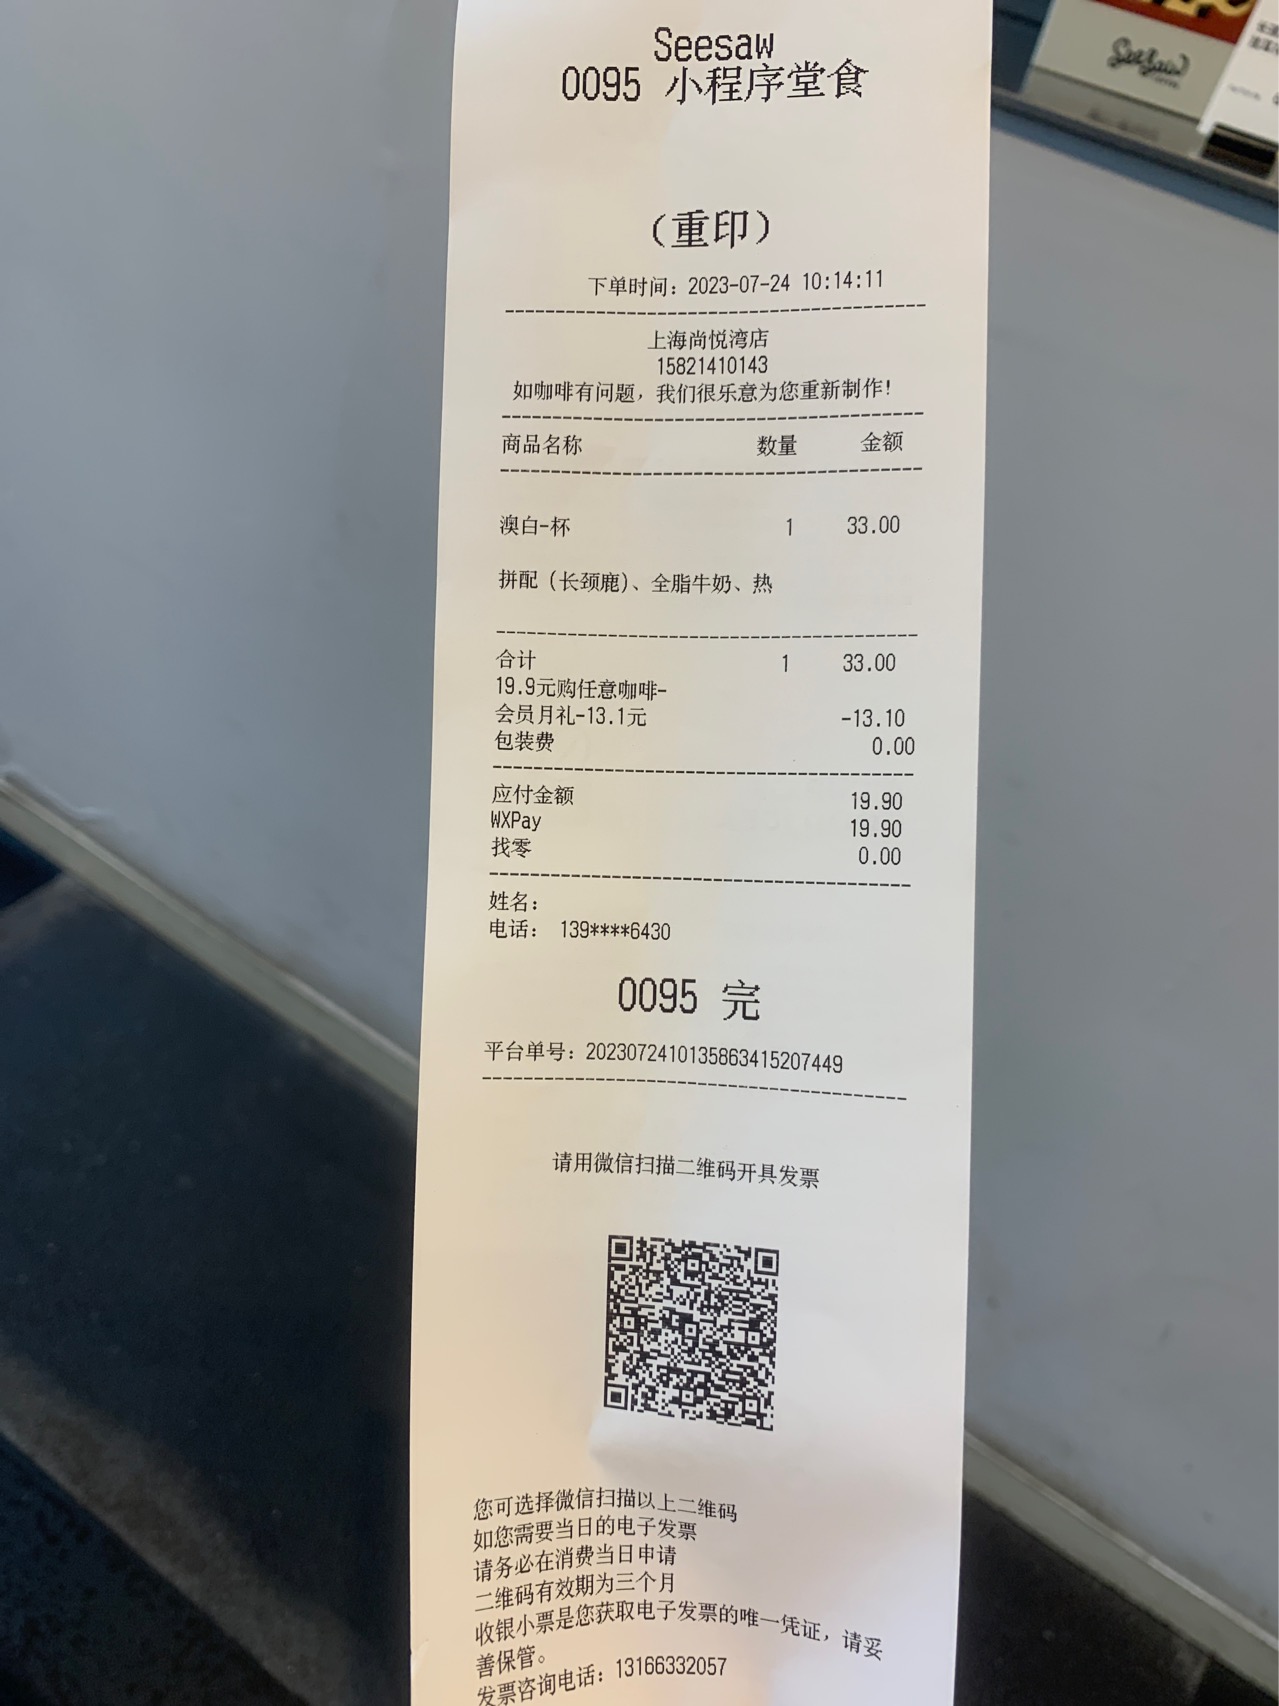 Seesaw
0095 小程序堂食
（重印）
下单时间：2023-07-24 10:14:11
上海尚悦湾店
15821410143
如咖啡有问题，我们很乐意为您重新制作！
商品名称 数量 金额
澳白-杯 1 33.00
拼配（长颈鹿）、全脂牛奶、热
合计 1 33.00
19.9元购任意咖啡-
会员月礼-13.1元 -13.10
包装费 0.00
应付金额 19.90
WXPay 19.90
找零 0.00
姓名：
电话： 139****6430
0095 完
平台单号：2023072410135863415207449
请用微信扫描二维码开具发票
您可选择微信扫描以上二维码
如您需要当日的电子发票
请务必在消费当日申请
二维码有效期为三个月
收银小票是您获取电子发票的唯一凭证，请妥
善保管。
发票咨询电话：13166332057
SeeSaw